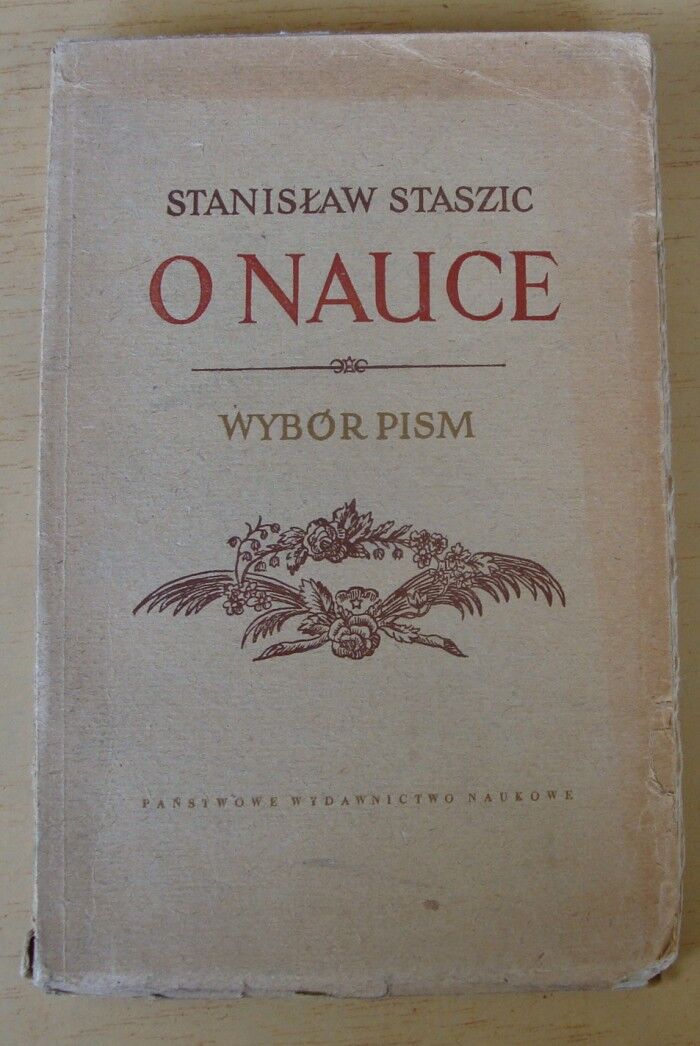 STANISŁAW STASZIC
O NAUCE
WYBÓR PISM
PAŃSTWOWE WYDAWNICTWO NAUKOWE